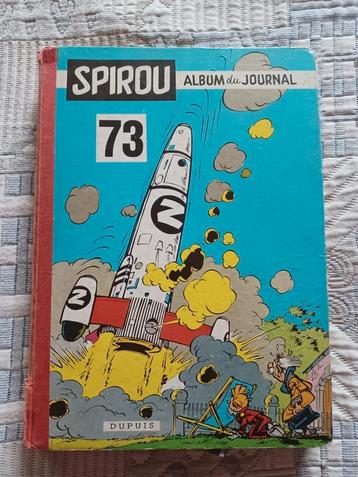 SPIROU
ALBUM du JOURNAL
73
Z
Z
DUPUIS